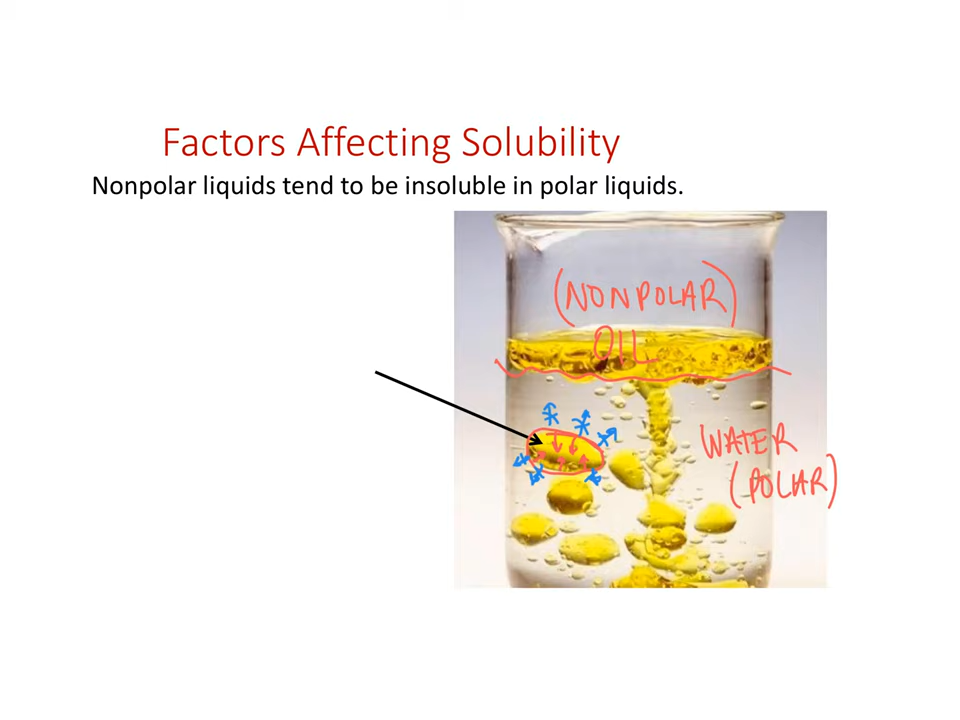 Factors Affecting Solubility
Nonpolar liquids tend to be insoluble in polar liquids.
(NONPOLAR)
OIL
WATER
(POLAR)